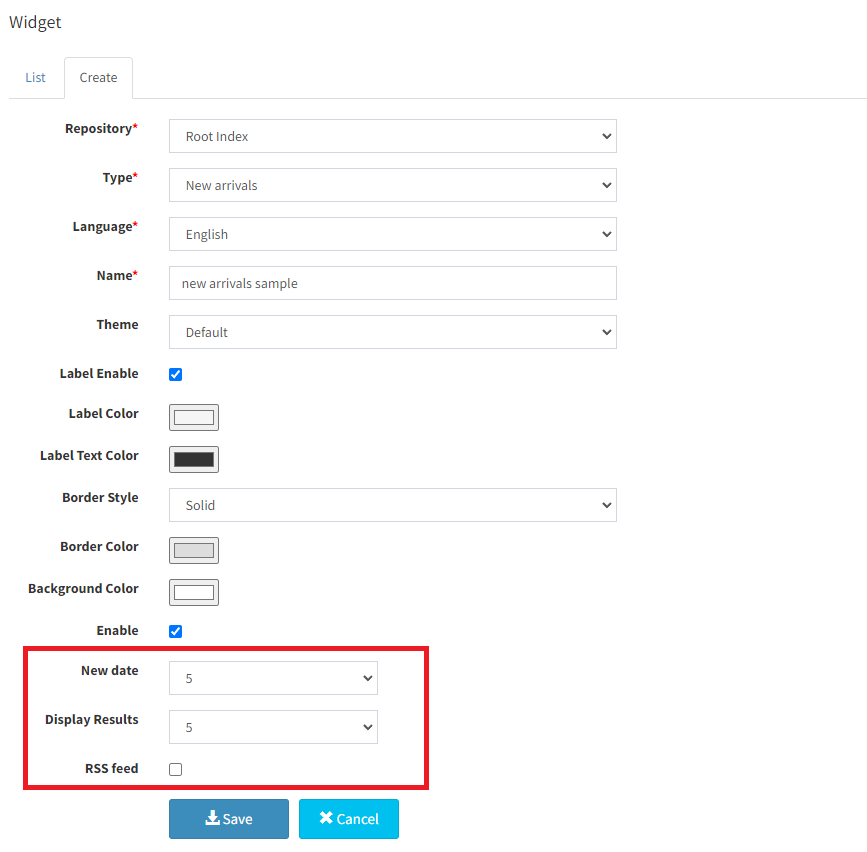 Widget
List Create
Repository* Root Index
Type* New arrivals
Language* English
Name* new arrivals sample
Theme Default
Label Enable
Label Color
Label Text Color
Border Style Solid
Border Color
Background Color
Enable
New date 5
Display Results 5
RSS feed
Save Cancel